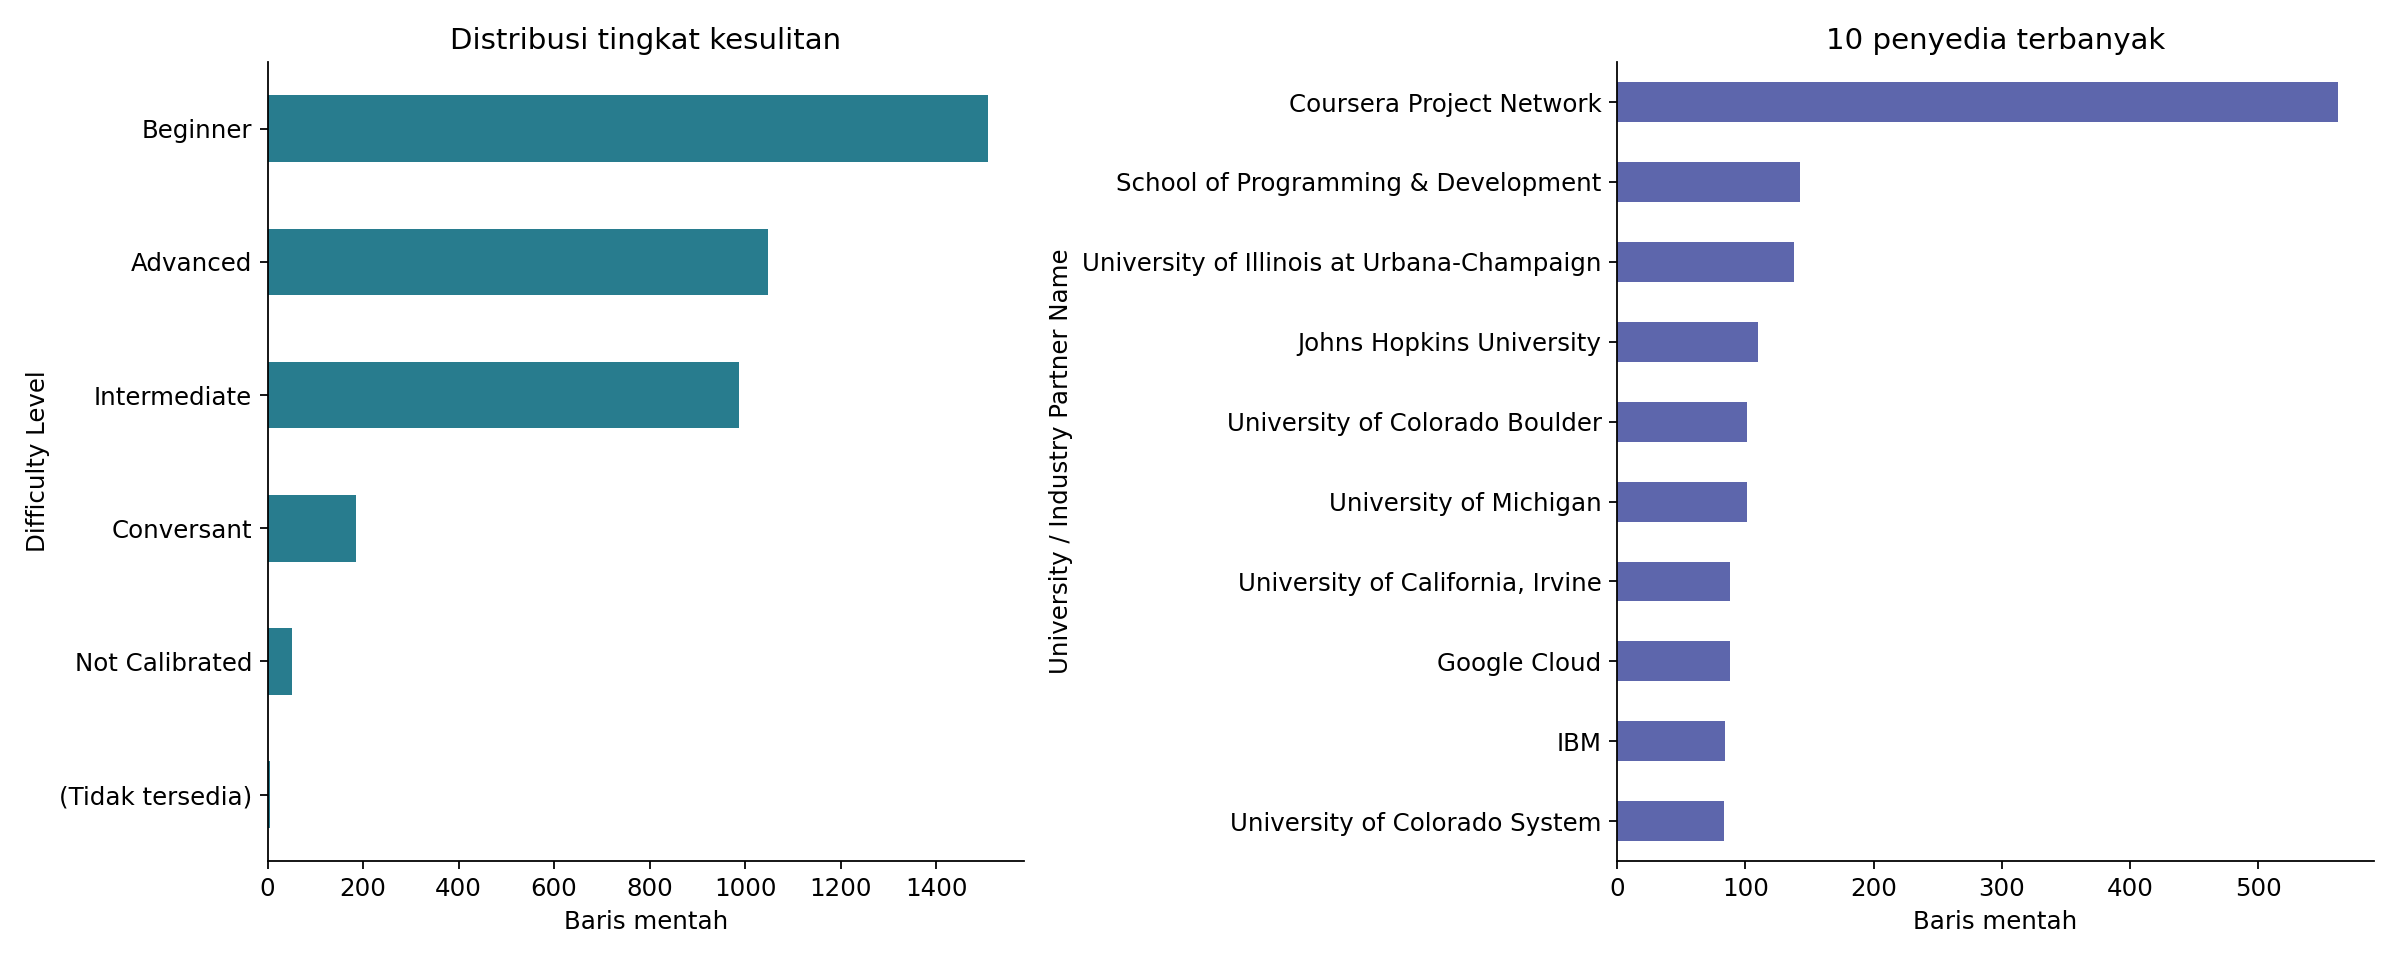 Distribusi tingkat kesulitan
Difficulty Level
Beginner
Advanced
Intermediate
Conversant
Not Calibrated
(Tidak tersedia)
0 200 400 600 800 1000 1200 1400
Baris mentah
10 penyedia terbanyak
University / Industry Partner Name
Coursera Project Network
School of Programming & Development
University of Illinois at Urbana-Champaign
Johns Hopkins University
University of Colorado Boulder
University of Michigan
University of California, Irvine
Google Cloud
IBM
University of Colorado System
0 100 200 300 400 500
Baris mentah